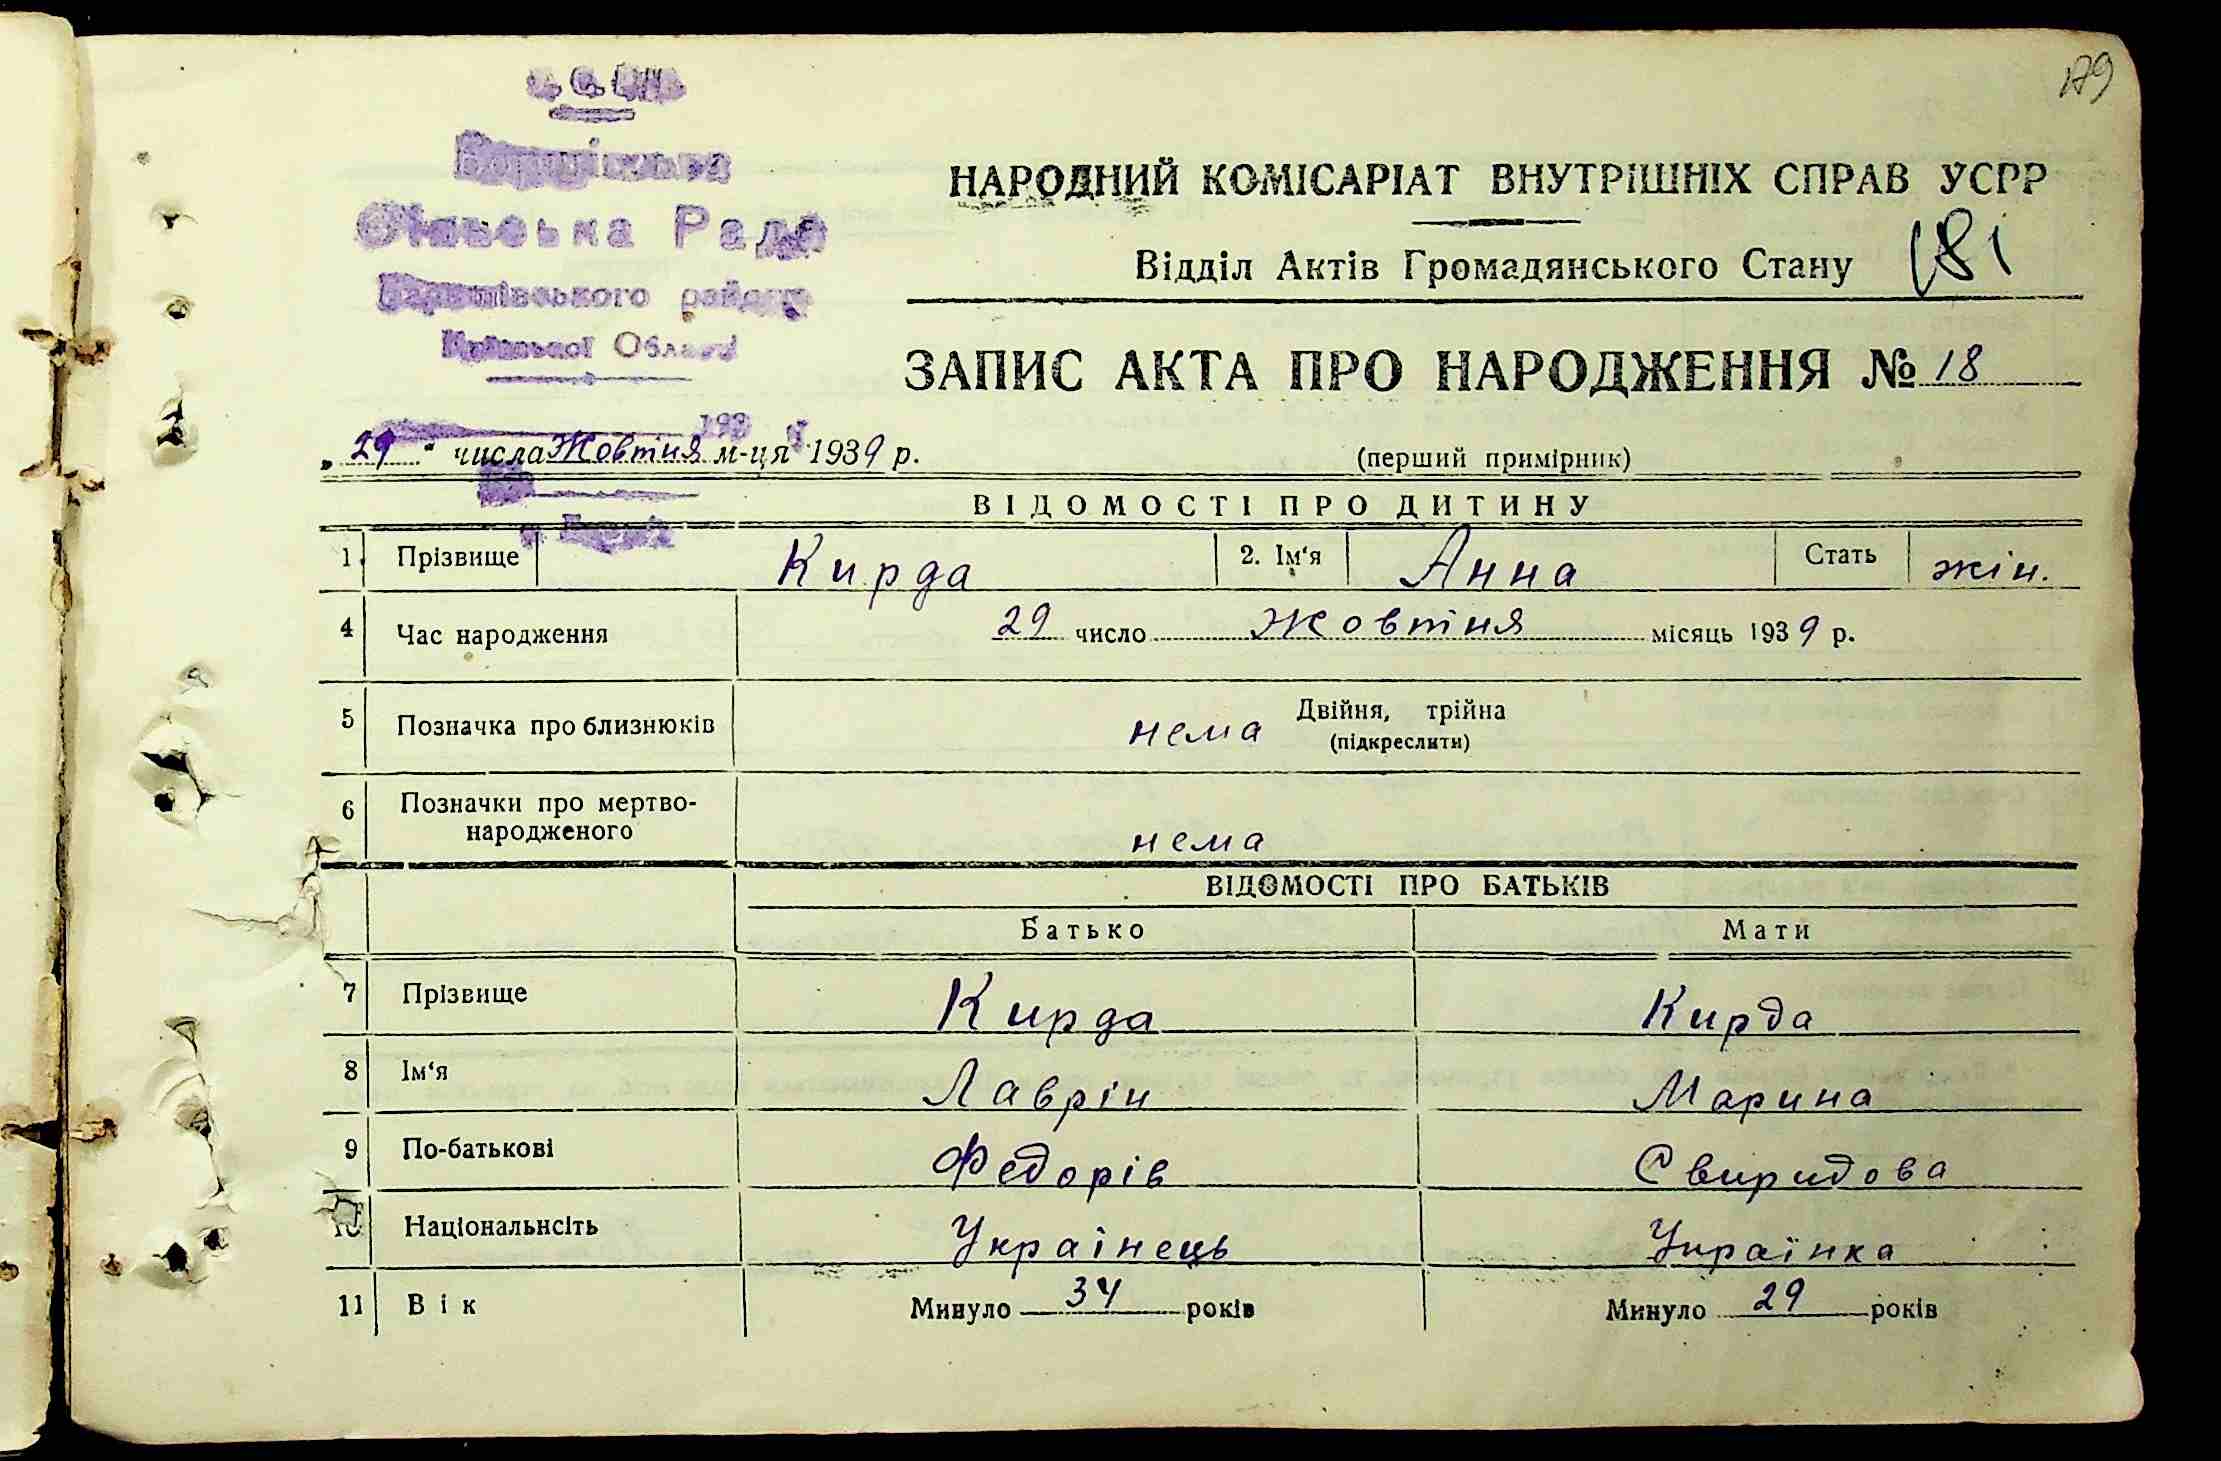 179
Рада
району
Київської Області
НАРОДНИЙ КОМІСАРІАТ ВНУТРІШНІХ СПРАВ УСРР
Відділ Актів Громадянського Стану 181
ЗАПИС АКТА ПРО НАРОДЖЕННЯ № 18
193
„29“ числа Жовтня м-ця 1939 р.
(перший примірник)
ВІДОМОСТІ ПРО ДИТИНУ
1 Прізвище Кирда 2. Ім‘я Анна Стать жін.
4 Час народження 29 число Жовтня місяць 1939 р.
5 Позначка про близнюків нема Двійня, трійна
(підкреслити)
6 Позначки про мертво-
народженого нема
ВІДОМОСТІ ПРО БАТЬКІВ
Батько Мати
7 Прізвище Кирда Кирда
8 Ім‘я Лаврін Марина
9 По-батькові Федорів Свиридова
10 Національнсіть Українець Українка
11 Вік Минуло 34 років Минуло 29 років